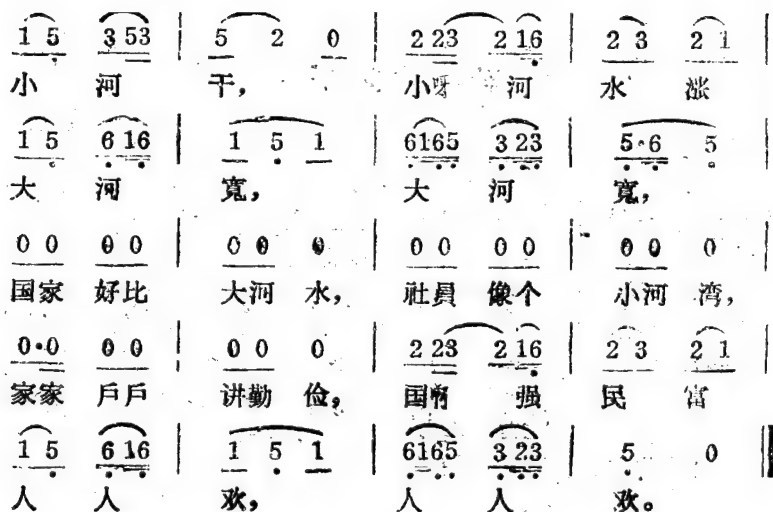 1 5 3 53 | 5 2 0 | 2 23 2 16 | 2 3 2 1 |
小 河 干， 小呀 河 水 涨
1 5 6 16 | 1 5 1 | 6165 3 23 | 5·6 5 |
大 河 寬， 大 河 寬，
0 0 0 0 | 0 0 0 | 0 0 0 0 | 0 0 0 |
国家 好比 大河 水， 社員 像个 小河 湾，
0·0 0 0 | 0 0 0 | 2 23 2 16 | 2 3 2 1 |
家家 戶戶 讲勤 俭， 国啊 强 民 富
1 5 6 16 | 1 5 1 | 6165 3 23 | 5 0 ‖
人 人 欢， 人 人 欢。